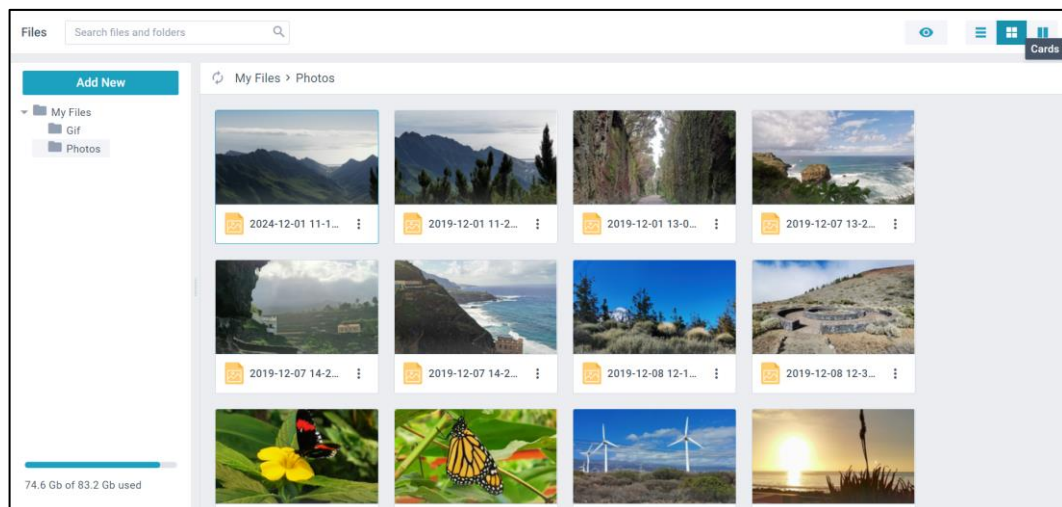 Files
Search files and folders
Cards
Add New
My Files > Photos
My Files
Gif
Photos
2024-12-01 11-1...
2019-12-01 11-2...
2019-12-01 13-0...
2019-12-07 13-2...
2019-12-07 14-2...
2019-12-07 14-2...
2019-12-08 12-1...
2019-12-08 12-3...
74.6 Gb of 83.2 Gb used